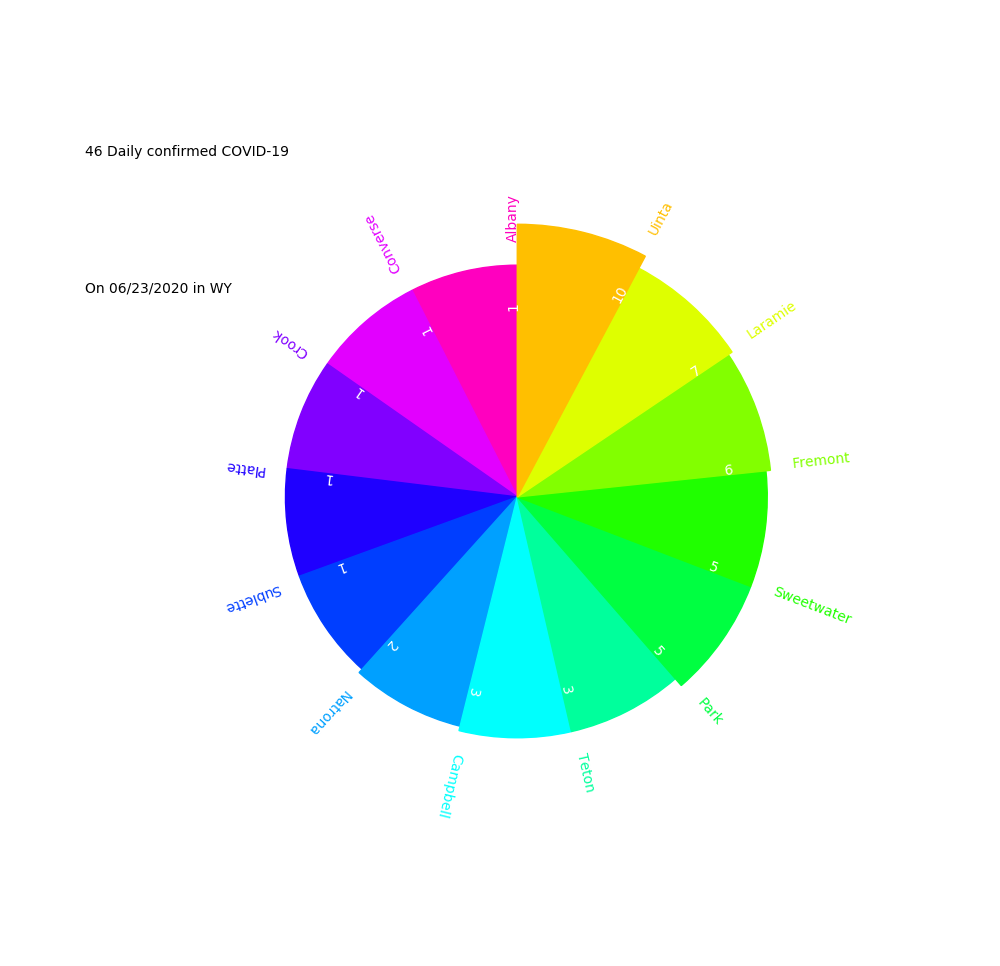 46 Daily confirmed COVID-19
On 06/23/2020 in WY
Uinta
10
Laramie
7
Fremont
6
Sweetwater
5
Park
5
Teton
3
Campbell
3
Natrona
2
Sublette
1
Platte
1
Crook
1
Converse
1
Albany
1